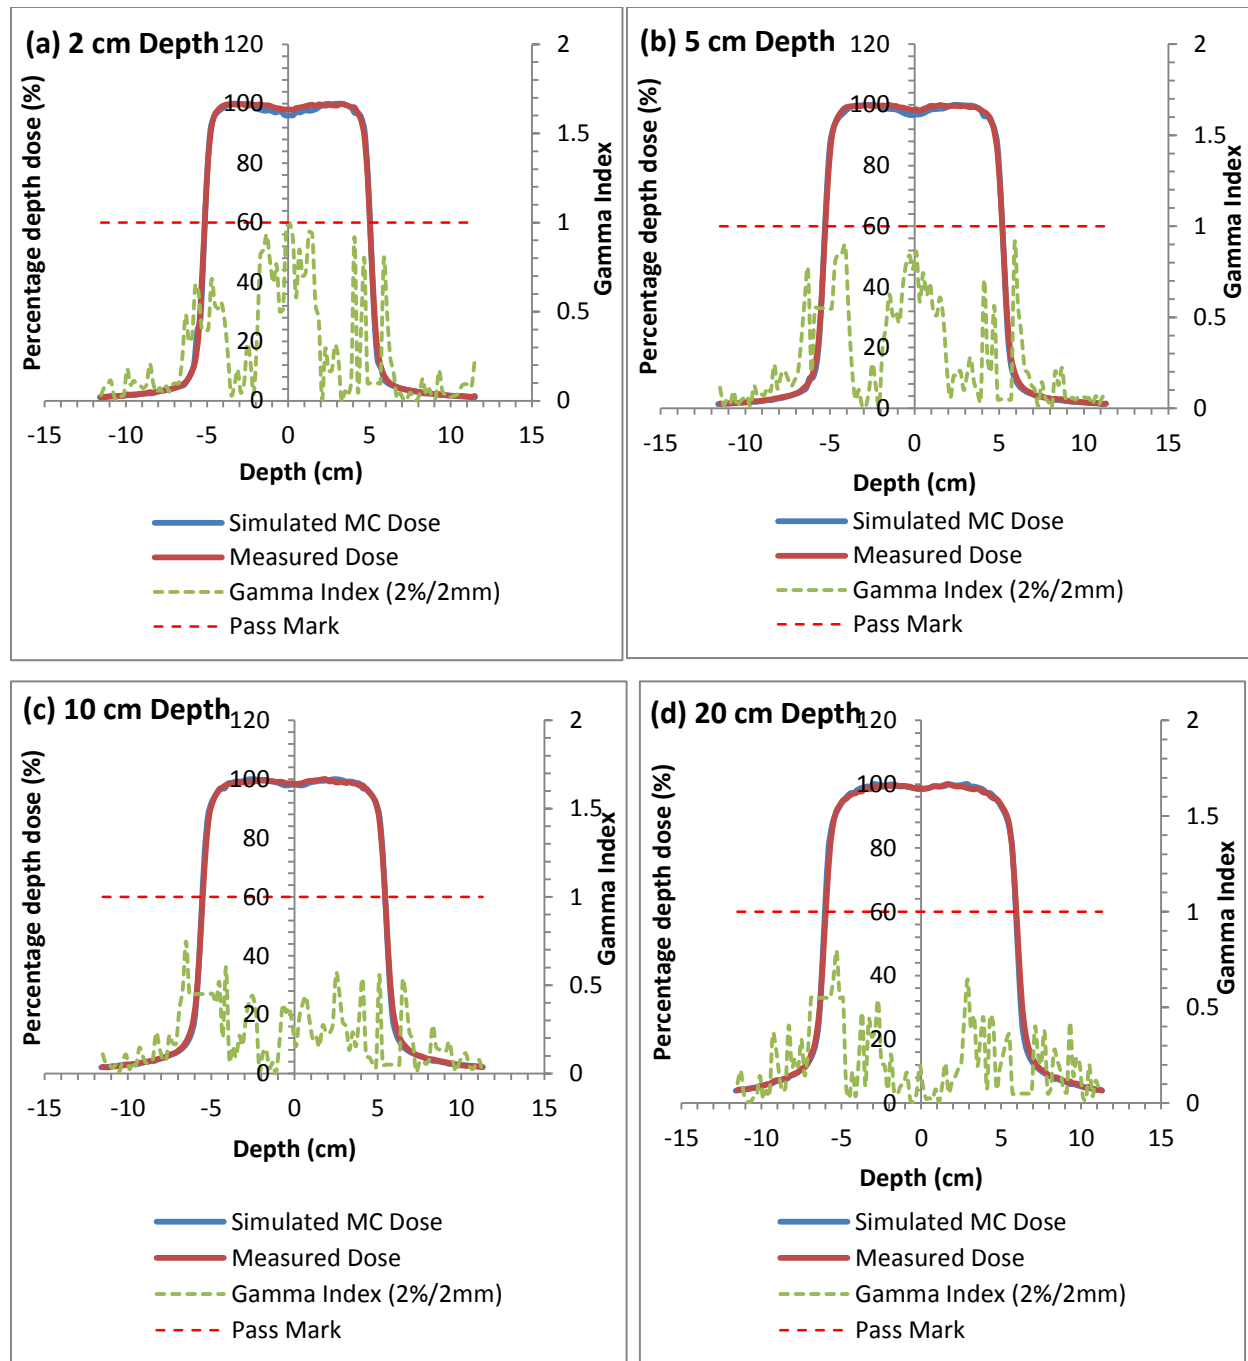 (a) 2 cm Depth
Percentage depth dose (%)
120
100
80
60
40
20
0
2
1.5
1
0.5
0
Gamma Index
-15 -10 -5 0 5 10 15
Depth (cm)
Simulated MC Dose
Measured Dose
Gamma Index (2%/2mm)
Pass Mark
(b) 5 cm Depth
Percentage depth dose (%)
120
100
80
60
40
20
0
2
1.5
1
0.5
0
Gamma Index
-15 -10 -5 0 5 10 15
Depth (cm)
Simulated MC Dose
Measured Dose
Gamma Index (2%/2mm)
Pass Mark
(c) 10 cm Depth
Percentage depth dose (%)
120
100
80
60
40
20
0
2
1.5
1
0.5
0
Gamma Index
-15 -10 -5 0 5 10 15
Depth (cm)
Simulated MC Dose
Measured Dose
Gamma Index (2%/2mm)
Pass Mark
(d) 20 cm Depth
Percentage depth dose (%)
120
100
80
60
40
20
0
2
1.5
1
0.5
0
Gamma Index
-15 -10 -5 0 5 10 15
Depth (cm)
Simulated MC Dose
Measured Dose
Gamma Index (2%/2mm)
Pass Mark